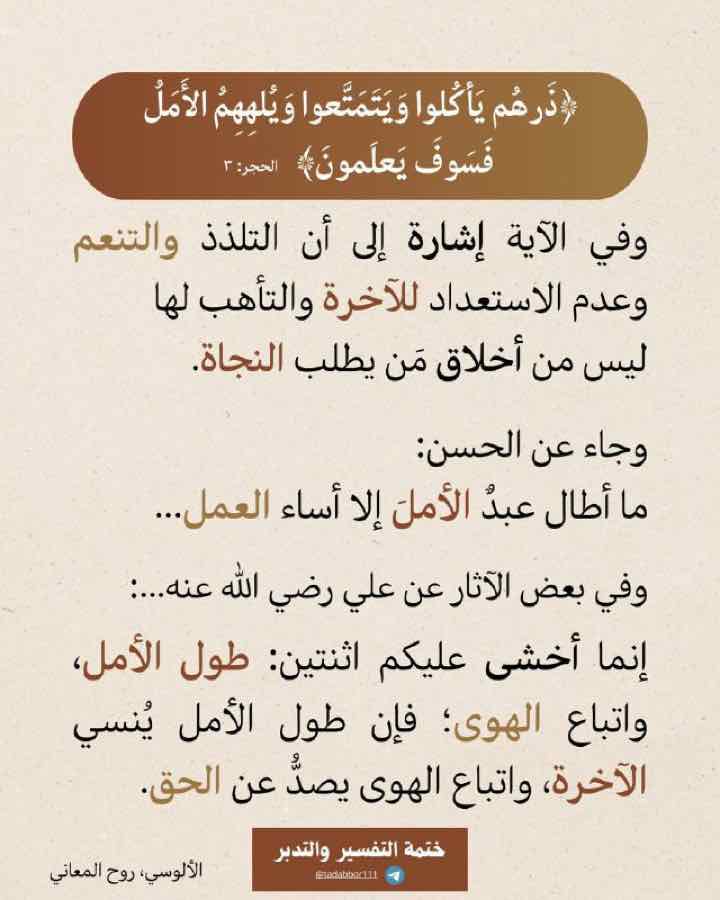 ﴿ذَرهُم يَأكُلوا وَيَتَمَتَّعوا وَيُلهِهِمُ الأَمَلُ
فَسَوفَ يَعلَمونَ﴾ الحجر: ٣
وفي الآية إشارة إلى أن التلذذ والتنعم
وعدم الاستعداد للآخرة والتأهب لها
ليس من أخلاق مَن يطلب النجاة.
وجاء عن الحسن:
ما أطال عبدٌ الأملَ إلا أساء العمل...
وفي بعض الآثار عن علي رضي الله عنه...:
إنما أخشى عليكم اثنتين: طول الأمل،
واتباع الهوى؛ فإن طول الأمل يُنسي
الآخرة، واتباع الهوى يصدُّ عن الحق.
ختمة التفسير والتدبر
@tadabbor111
الألوسي، روح المعاني